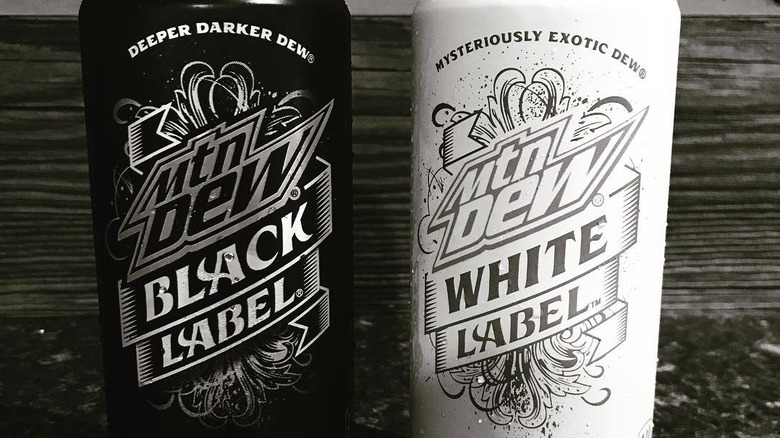 DEEPER DARKER DEW®
Mtn
DEW®
BLACK
LABEL®
MYSTERIOUSLY EXOTIC DEW®
Mtn
DEW®
WHITE
LABEL™